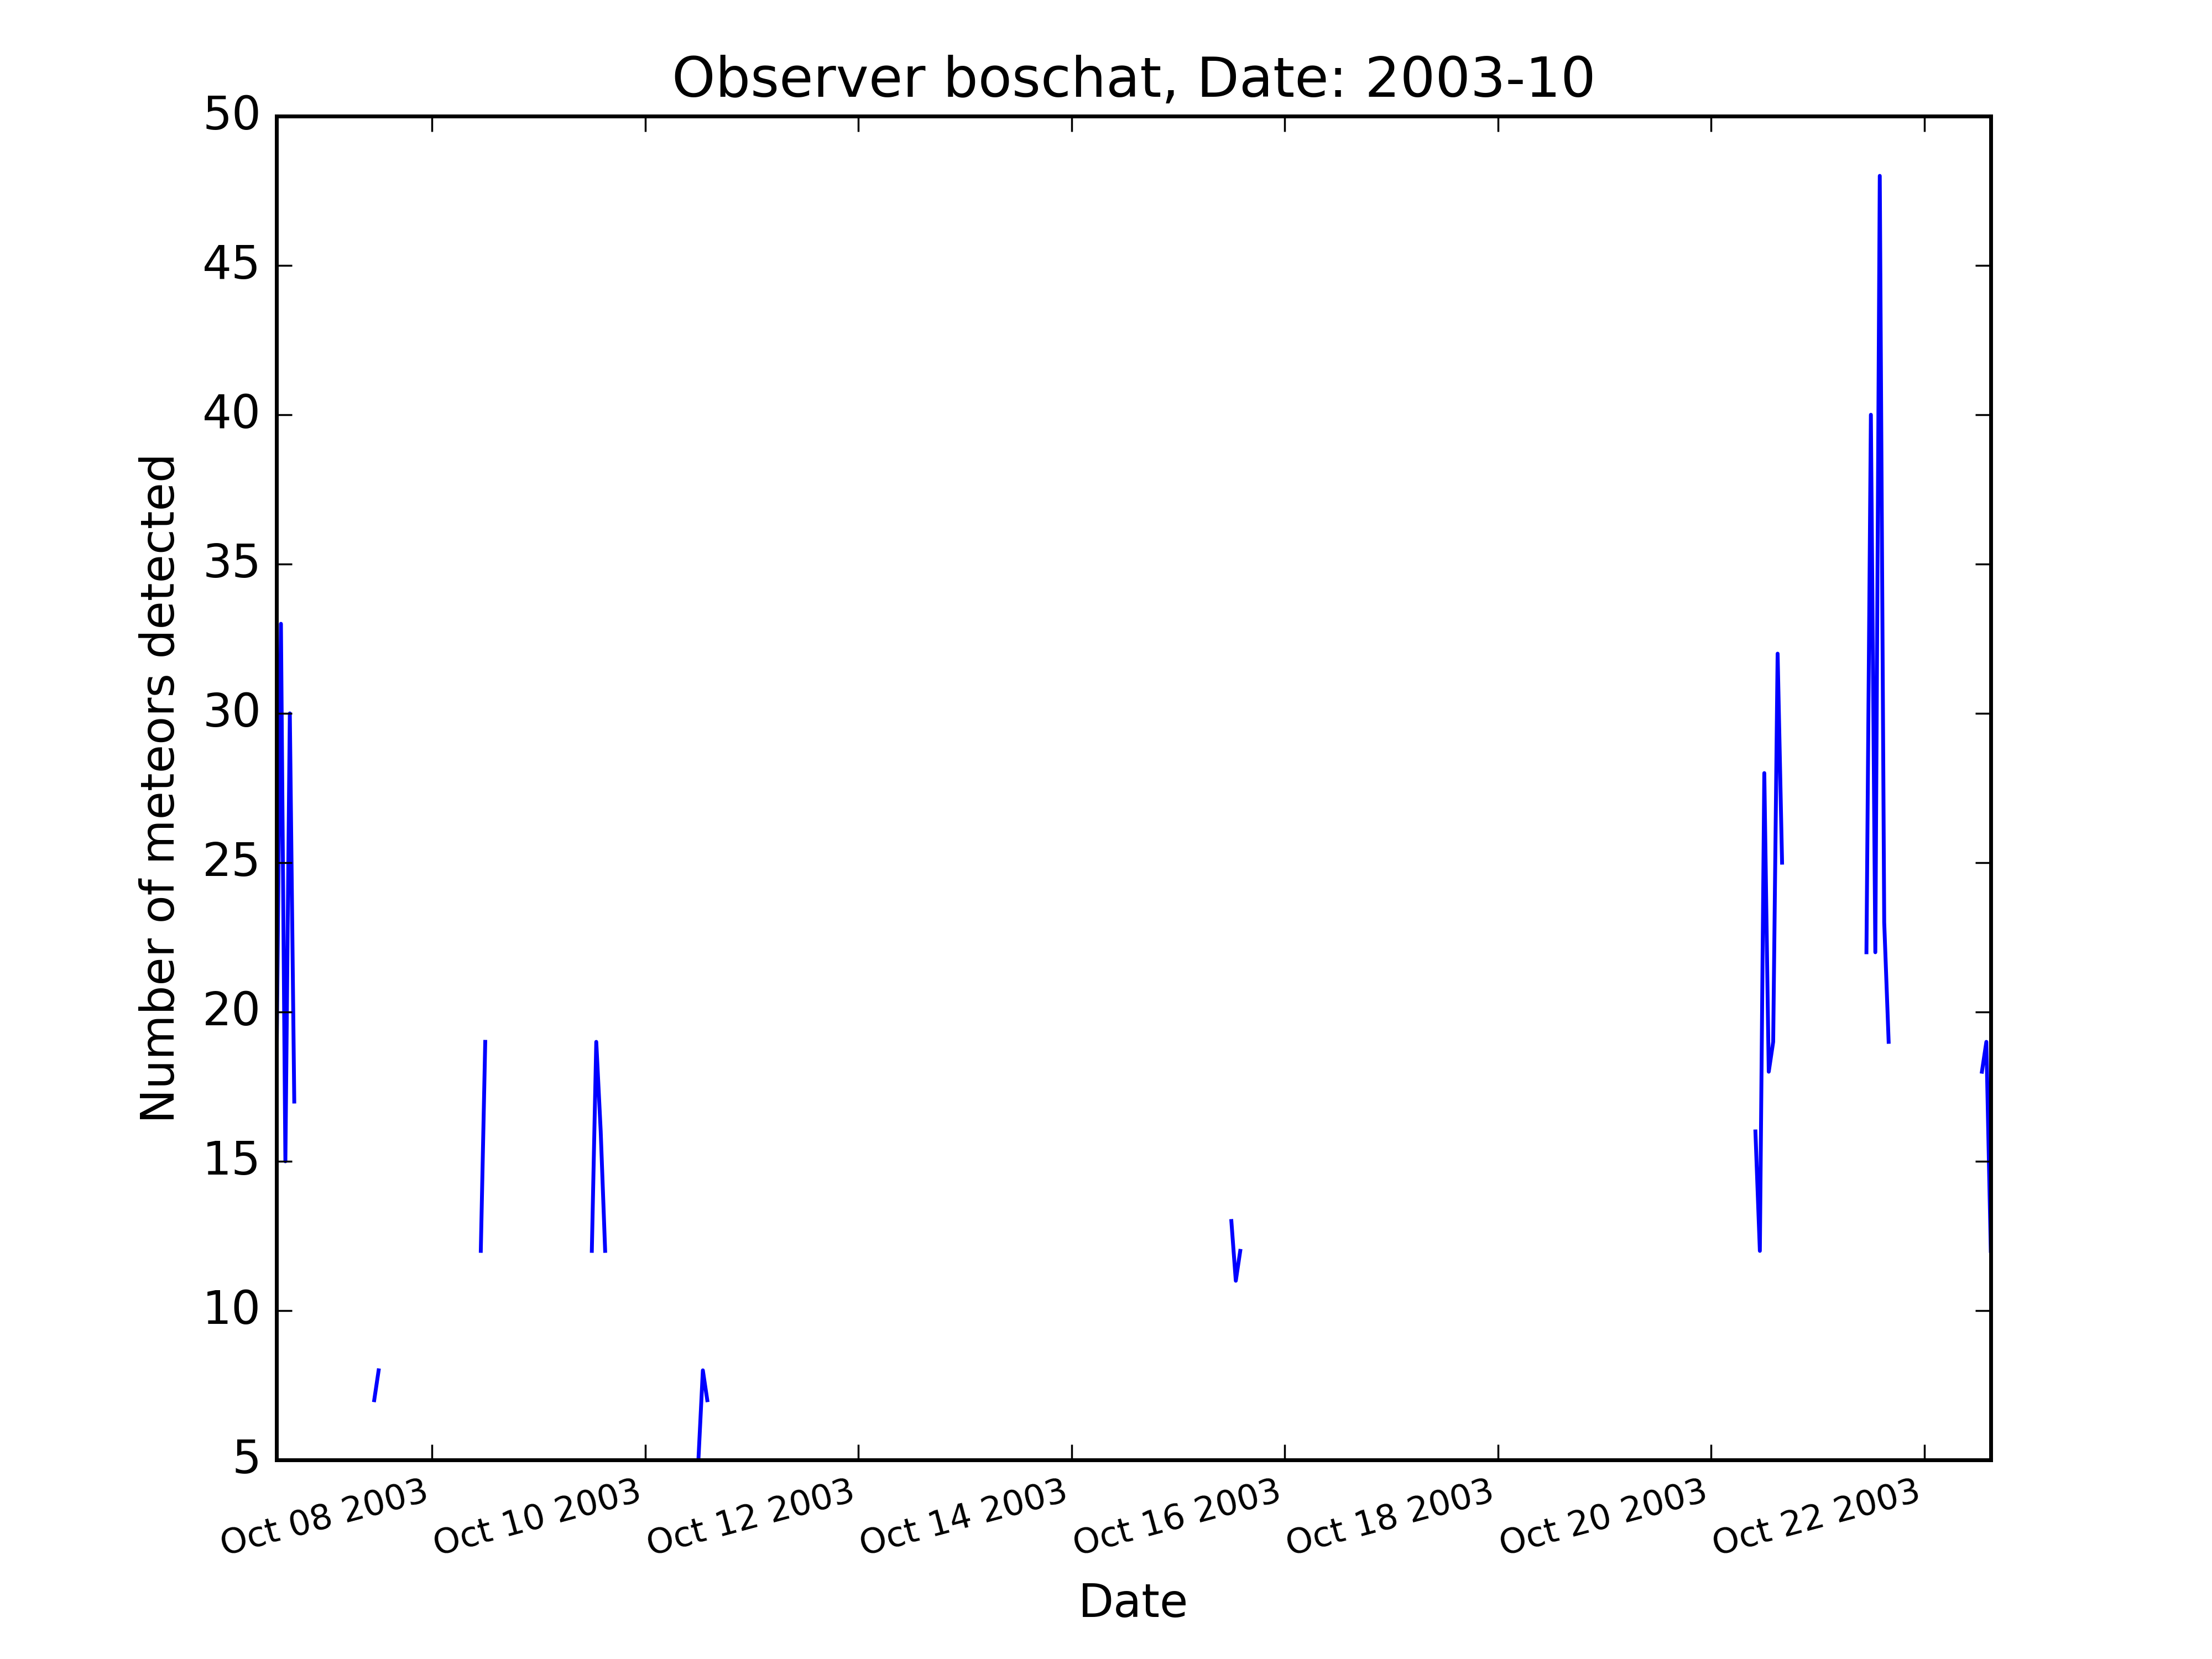 Observer boschat, Date: 2003-10
50
45
40
35
30
25
20
15
10
5
Number of meteors detected
Oct 08 2003
Oct 10 2003
Oct 12 2003
Oct 14 2003
Oct 16 2003
Oct 18 2003
Oct 20 2003
Oct 22 2003
Date